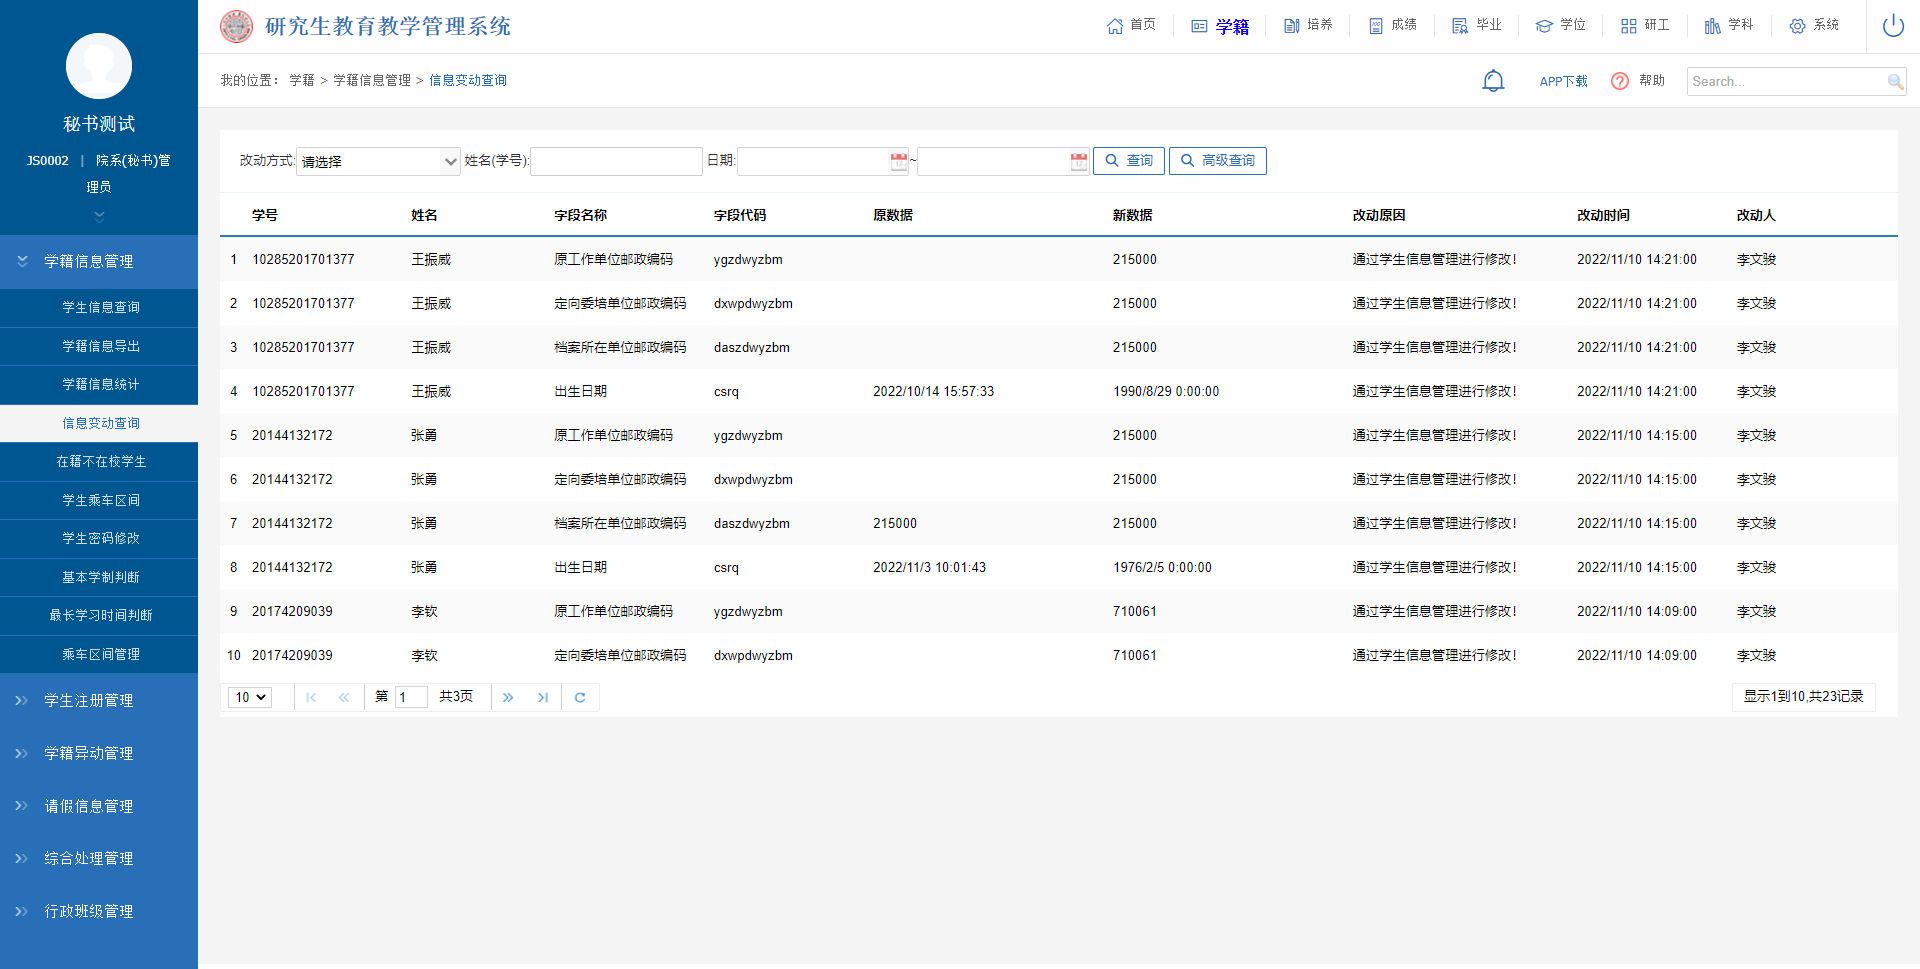 研究生教育教学管理系统
首页 学籍 培养 成绩 毕业 学位 研工 学科 系统
我的位置： 学籍 > 学籍信息管理 > 信息变动查询
APP下载 帮助 Search...
秘书测试
JS0002 | 院系(秘书)管
理员
学籍信息管理
学生信息查询
学籍信息导出
学籍信息统计
信息变动查询
在籍不在校学生
学生乘车区间
学生密码修改
基本学制判断
最长学习时间判断
乘车区间管理
学生注册管理
学籍异动管理
请假信息管理
综合处理管理
行政班级管理
改动方式: 请选择 姓名(学号): 日期: ~ 查询 高级查询
学号 姓名 字段名称 字段代码 原数据 新数据 改动原因 改动时间 改动人
1 10285201701377 王振威 原工作单位邮政编码 ygzdwyzbm 215000 通过学生信息管理进行修改! 2022/11/10 14:21:00 李文骏
2 10285201701377 王振威 定向委培单位邮政编码 dxwpdwyzbm 215000 通过学生信息管理进行修改! 2022/11/10 14:21:00 李文骏
3 10285201701377 王振威 档案所在单位邮政编码 daszdwyzbm 215000 通过学生信息管理进行修改! 2022/11/10 14:21:00 李文骏
4 10285201701377 王振威 出生日期 csrq 2022/10/14 15:57:33 1990/8/29 0:00:00 通过学生信息管理进行修改! 2022/11/10 14:21:00 李文骏
5 20144132172 张勇 原工作单位邮政编码 ygzdwyzbm 215000 通过学生信息管理进行修改! 2022/11/10 14:15:00 李文骏
6 20144132172 张勇 定向委培单位邮政编码 dxwpdwyzbm 215000 通过学生信息管理进行修改! 2022/11/10 14:15:00 李文骏
7 20144132172 张勇 档案所在单位邮政编码 daszdwyzbm 215000 215000 通过学生信息管理进行修改! 2022/11/10 14:15:00 李文骏
8 20144132172 张勇 出生日期 csrq 2022/11/3 10:01:43 1976/2/5 0:00:00 通过学生信息管理进行修改! 2022/11/10 14:15:00 李文骏
9 20174209039 李钦 原工作单位邮政编码 ygzdwyzbm 710061 通过学生信息管理进行修改! 2022/11/10 14:09:00 李文骏
10 20174209039 李钦 定向委培单位邮政编码 dxwpdwyzbm 710061 通过学生信息管理进行修改! 2022/11/10 14:09:00 李文骏
10 第 1 共3页 显示1到10,共23记录